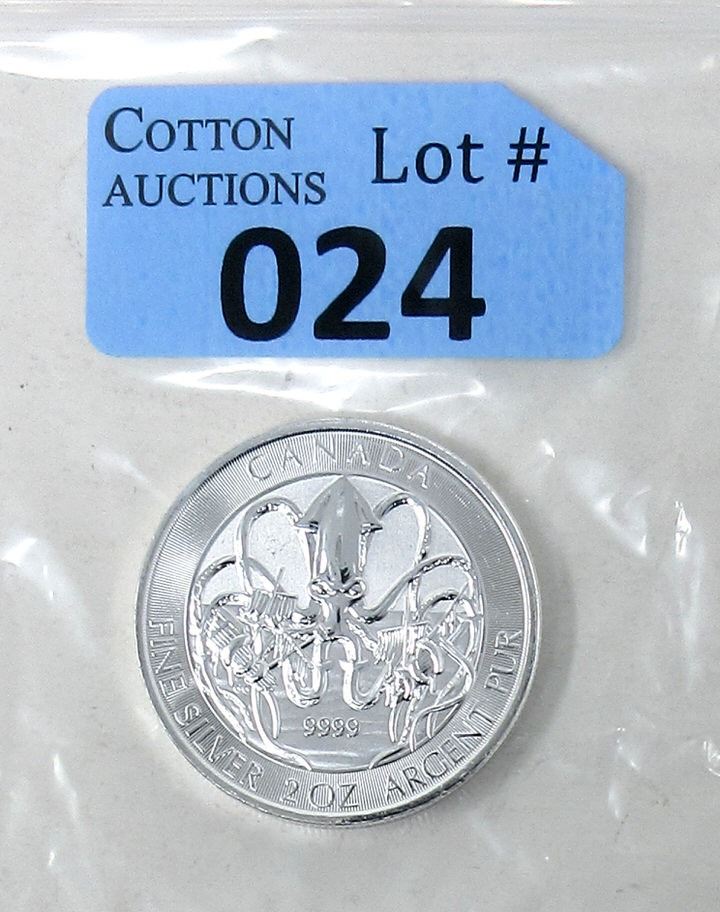 COTTON
AUCTIONS
Lot #
024
CANADA
9999
FINE SILVER 2 OZ ARGENT PUR